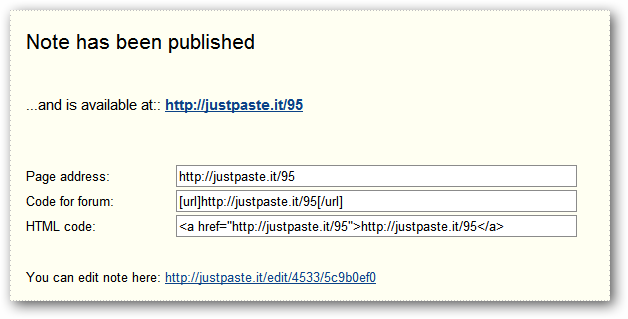 Note has been published
...and is available at:: http://justpaste.it/95
Page address: http://justpaste.it/95
Code for forum: [url]http://justpaste.it/95[/url]
HTML code: <a href="http://justpaste.it/95">http://justpaste.it/95</a>
You can edit note here: http://justpaste.it/edit/4533/5c9b0ef0